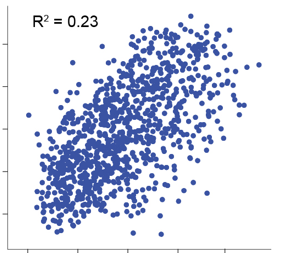 R² = 0.23